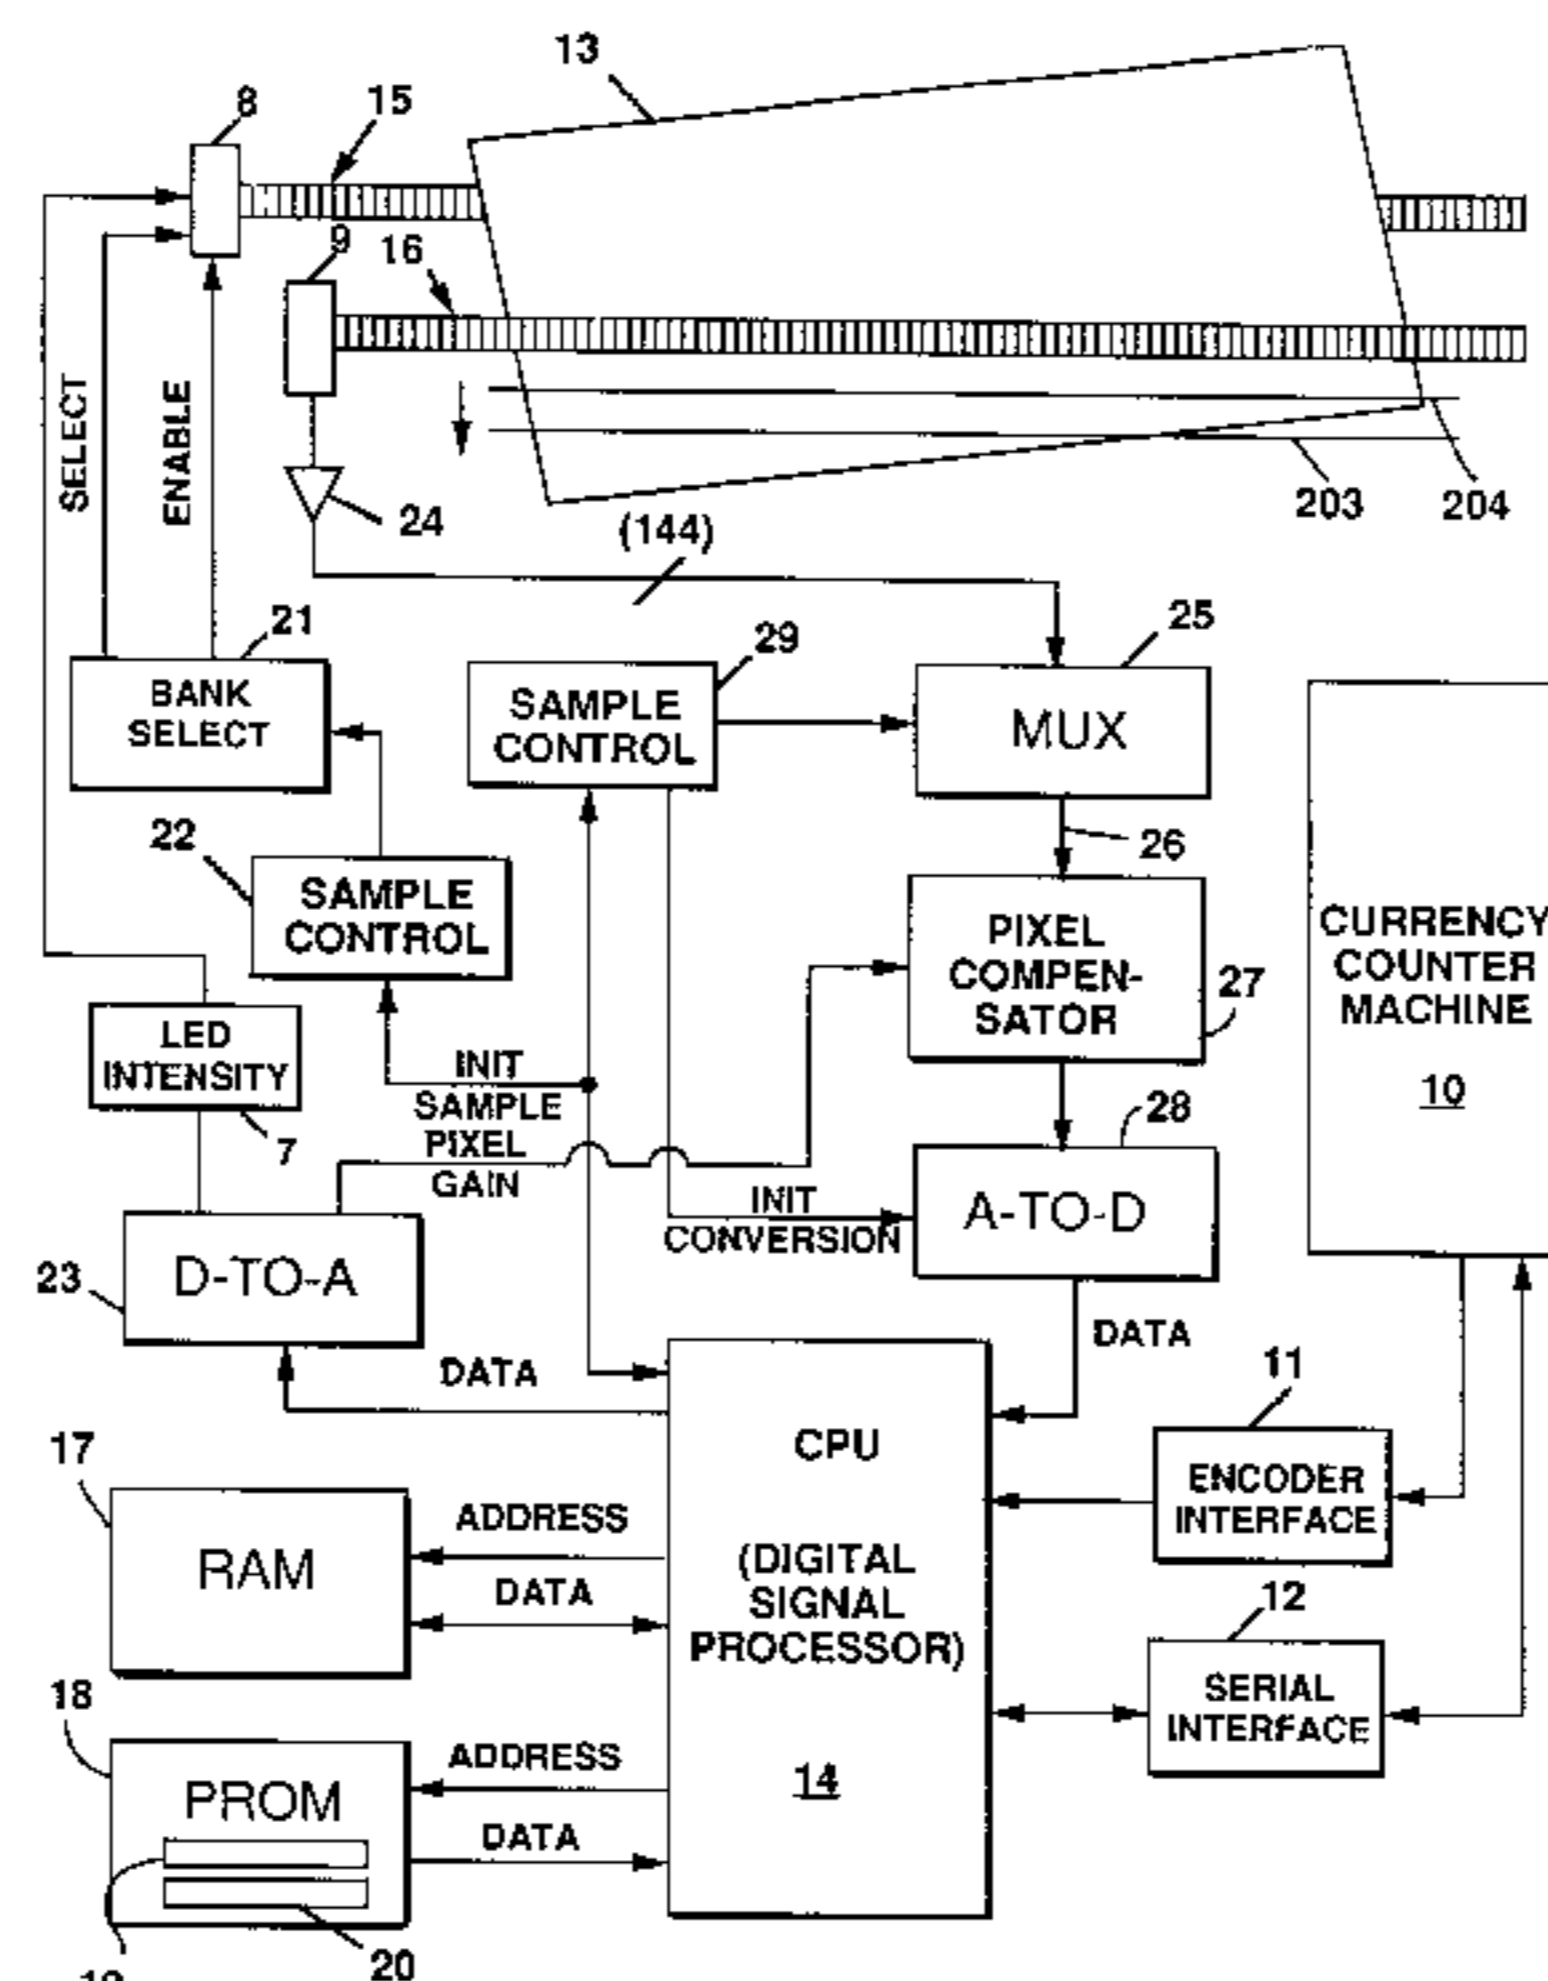 13
8
15
9
16
SELECT
ENABLE
24
203
204
(144)
21
BANK
SELECT
29
SAMPLE
CONTROL
25
MUX
22
SAMPLE
CONTROL
26
PIXEL
COMPEN-
SATOR
27
CURRENCY
COUNTER
MACHINE
10
LED
INTENSITY
7
INIT
SAMPLE
PIXEL
GAIN
28
INIT
CONVERSION
A-TO-D
23
D-TO-A
DATA
DATA
11
17
CPU
(DIGITAL
SIGNAL
PROCESSOR)
14
ENCODER
INTERFACE
RAM
ADDRESS
DATA
12
SERIAL
INTERFACE
18
PROM
ADDRESS
DATA
20